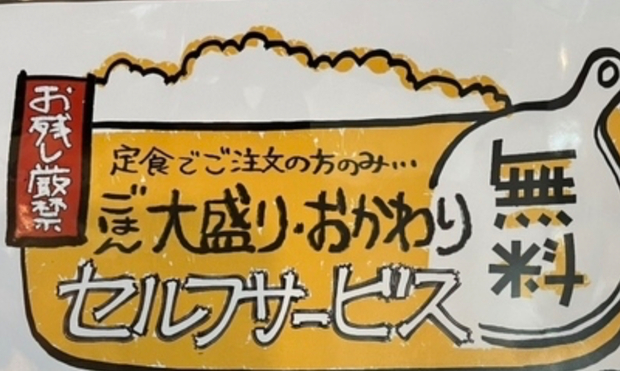 お残し厳禁
定食でご注文の方のみ…
ごはん大盛り・おかわり
セルフサービス
無料